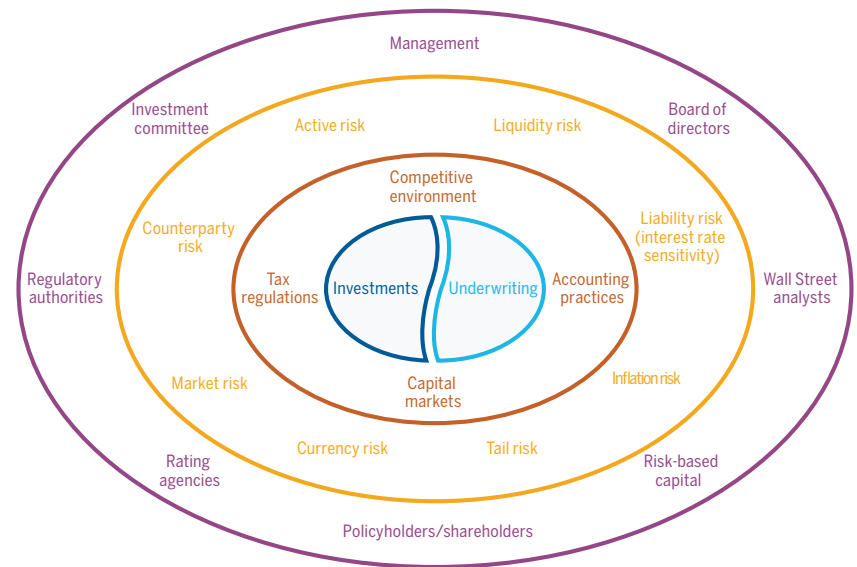 Management
Investment
committee
Board of
directors
Active risk
Liquidity risk
Competitive
environment
Counterparty
risk
Liability risk
(interest rate
sensitivity)
Regulatory
authorities
Tax
regulations
Investments
Underwriting
Accounting
practices
Wall Street
analysts
Market risk
Capital
markets
Inflation risk
Currency risk
Tail risk
Rating
agencies
Risk-based
capital
Policyholders/shareholders